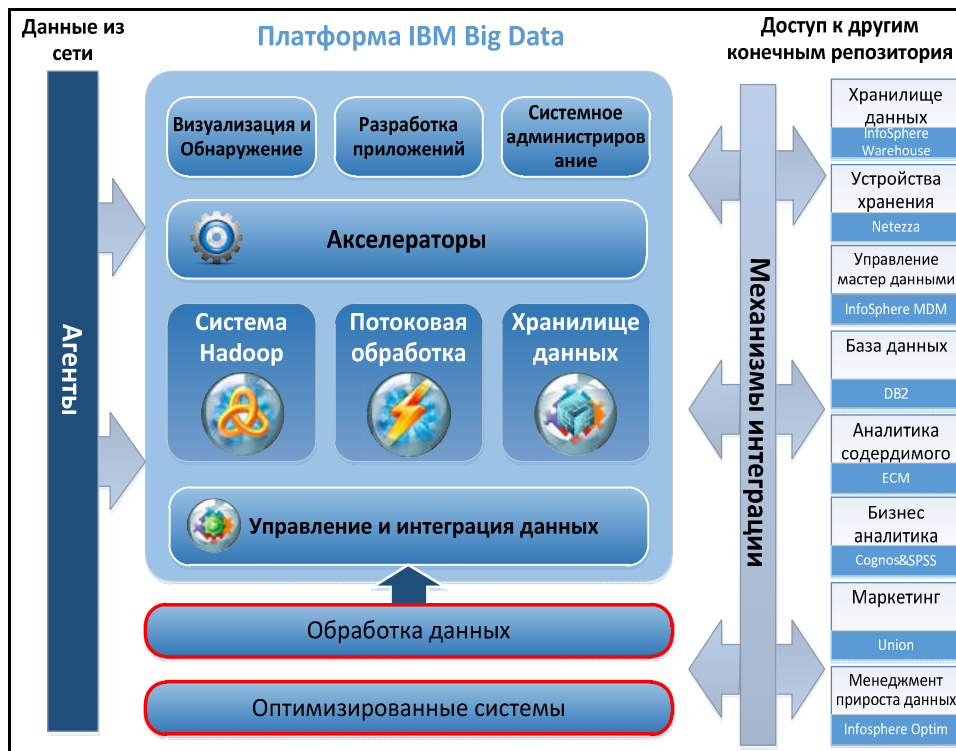 Данные из
сети
Платформа IBM Big Data
Доступ к другим
конечным репозитория
Агенты
Визуализация и
Обнаружение
Разработка
приложений
Системное
администриров
ание
Акселераторы
Система
Hadoop
Потоковая
обработка
Хранилище
данных
Управление и интеграция данных
Обработка данных
Оптимизированные системы
Механизмы интеграции
Хранилище
данных
InfoSphere
Warehouse
Устройства
хранения
Netezza
Управление
мастер данными
InfoSphere MDM
База данных
DB2
Аналитика
содердимого
ECM
Бизнес
аналитика
Cognos&SPSS
Маркетинг
Union
Менеджмент
прироста данных
Infosphere Optim